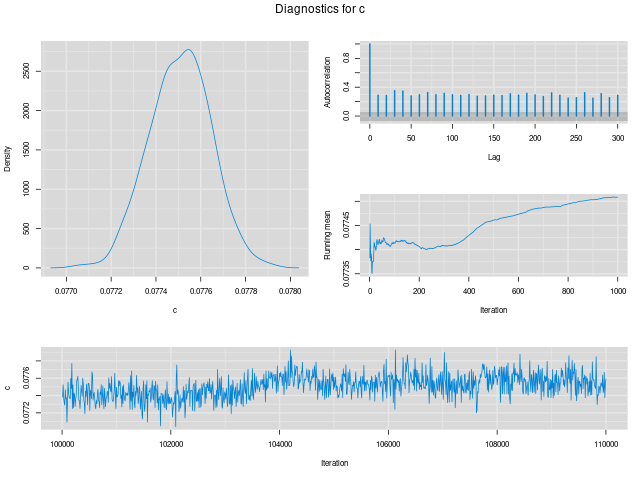 Diagnostics for c
Density
0 500 1000 1500 2000 2500
0.0770 0.0772 0.0774 0.0776 0.0778 0.0780
c
Autocorrelation
0.0 0.4 0.8
0 50 100 150 200 250 300
Lag
Running mean
0.07735 0.07745
0 200 400 600 800 1000
Iteration
c
0.0772 0.0776
100000 102000 104000 106000 108000 110000
Iteration